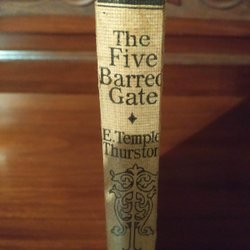 The
Five
Barred
Gate
E. Temple
Thurston